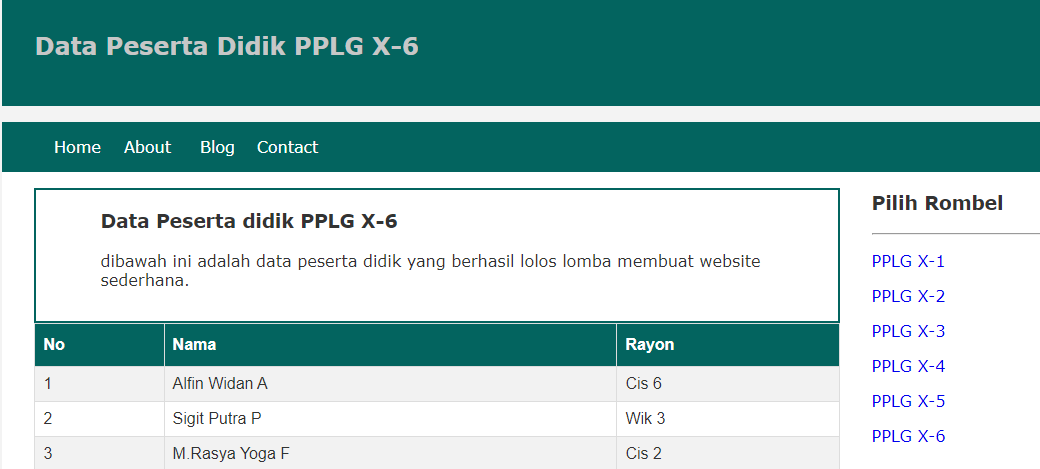 Data Peserta Didik PPLG X-6
Home About Blog Contact
Data Peserta didik PPLG X-6
dibawah ini adalah data peserta didik yang berhasil lolos lomba membuat website
sederhana.
No Nama Rayon
1 Alfin Widan A Cis 6
2 Sigit Putra P Wik 3
3 M.Rasya Yoga F Cis 2
Pilih Rombel
PPLG X-1
PPLG X-2
PPLG X-3
PPLG X-4
PPLG X-5
PPLG X-6